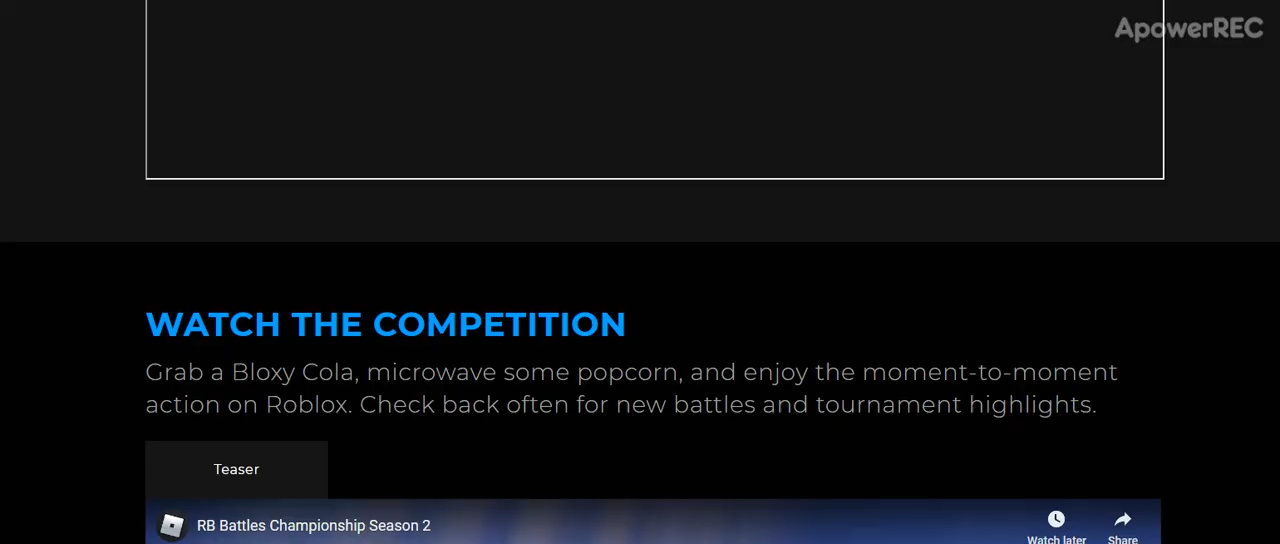 ApowerREC
WATCH THE COMPETITION
Grab a Bloxy Cola, microwave some popcorn, and enjoy the moment-to-moment
action on Roblox. Check back often for new battles and tournament highlights.
Teaser
RB Battles Championship Season 2
Watch later
Share